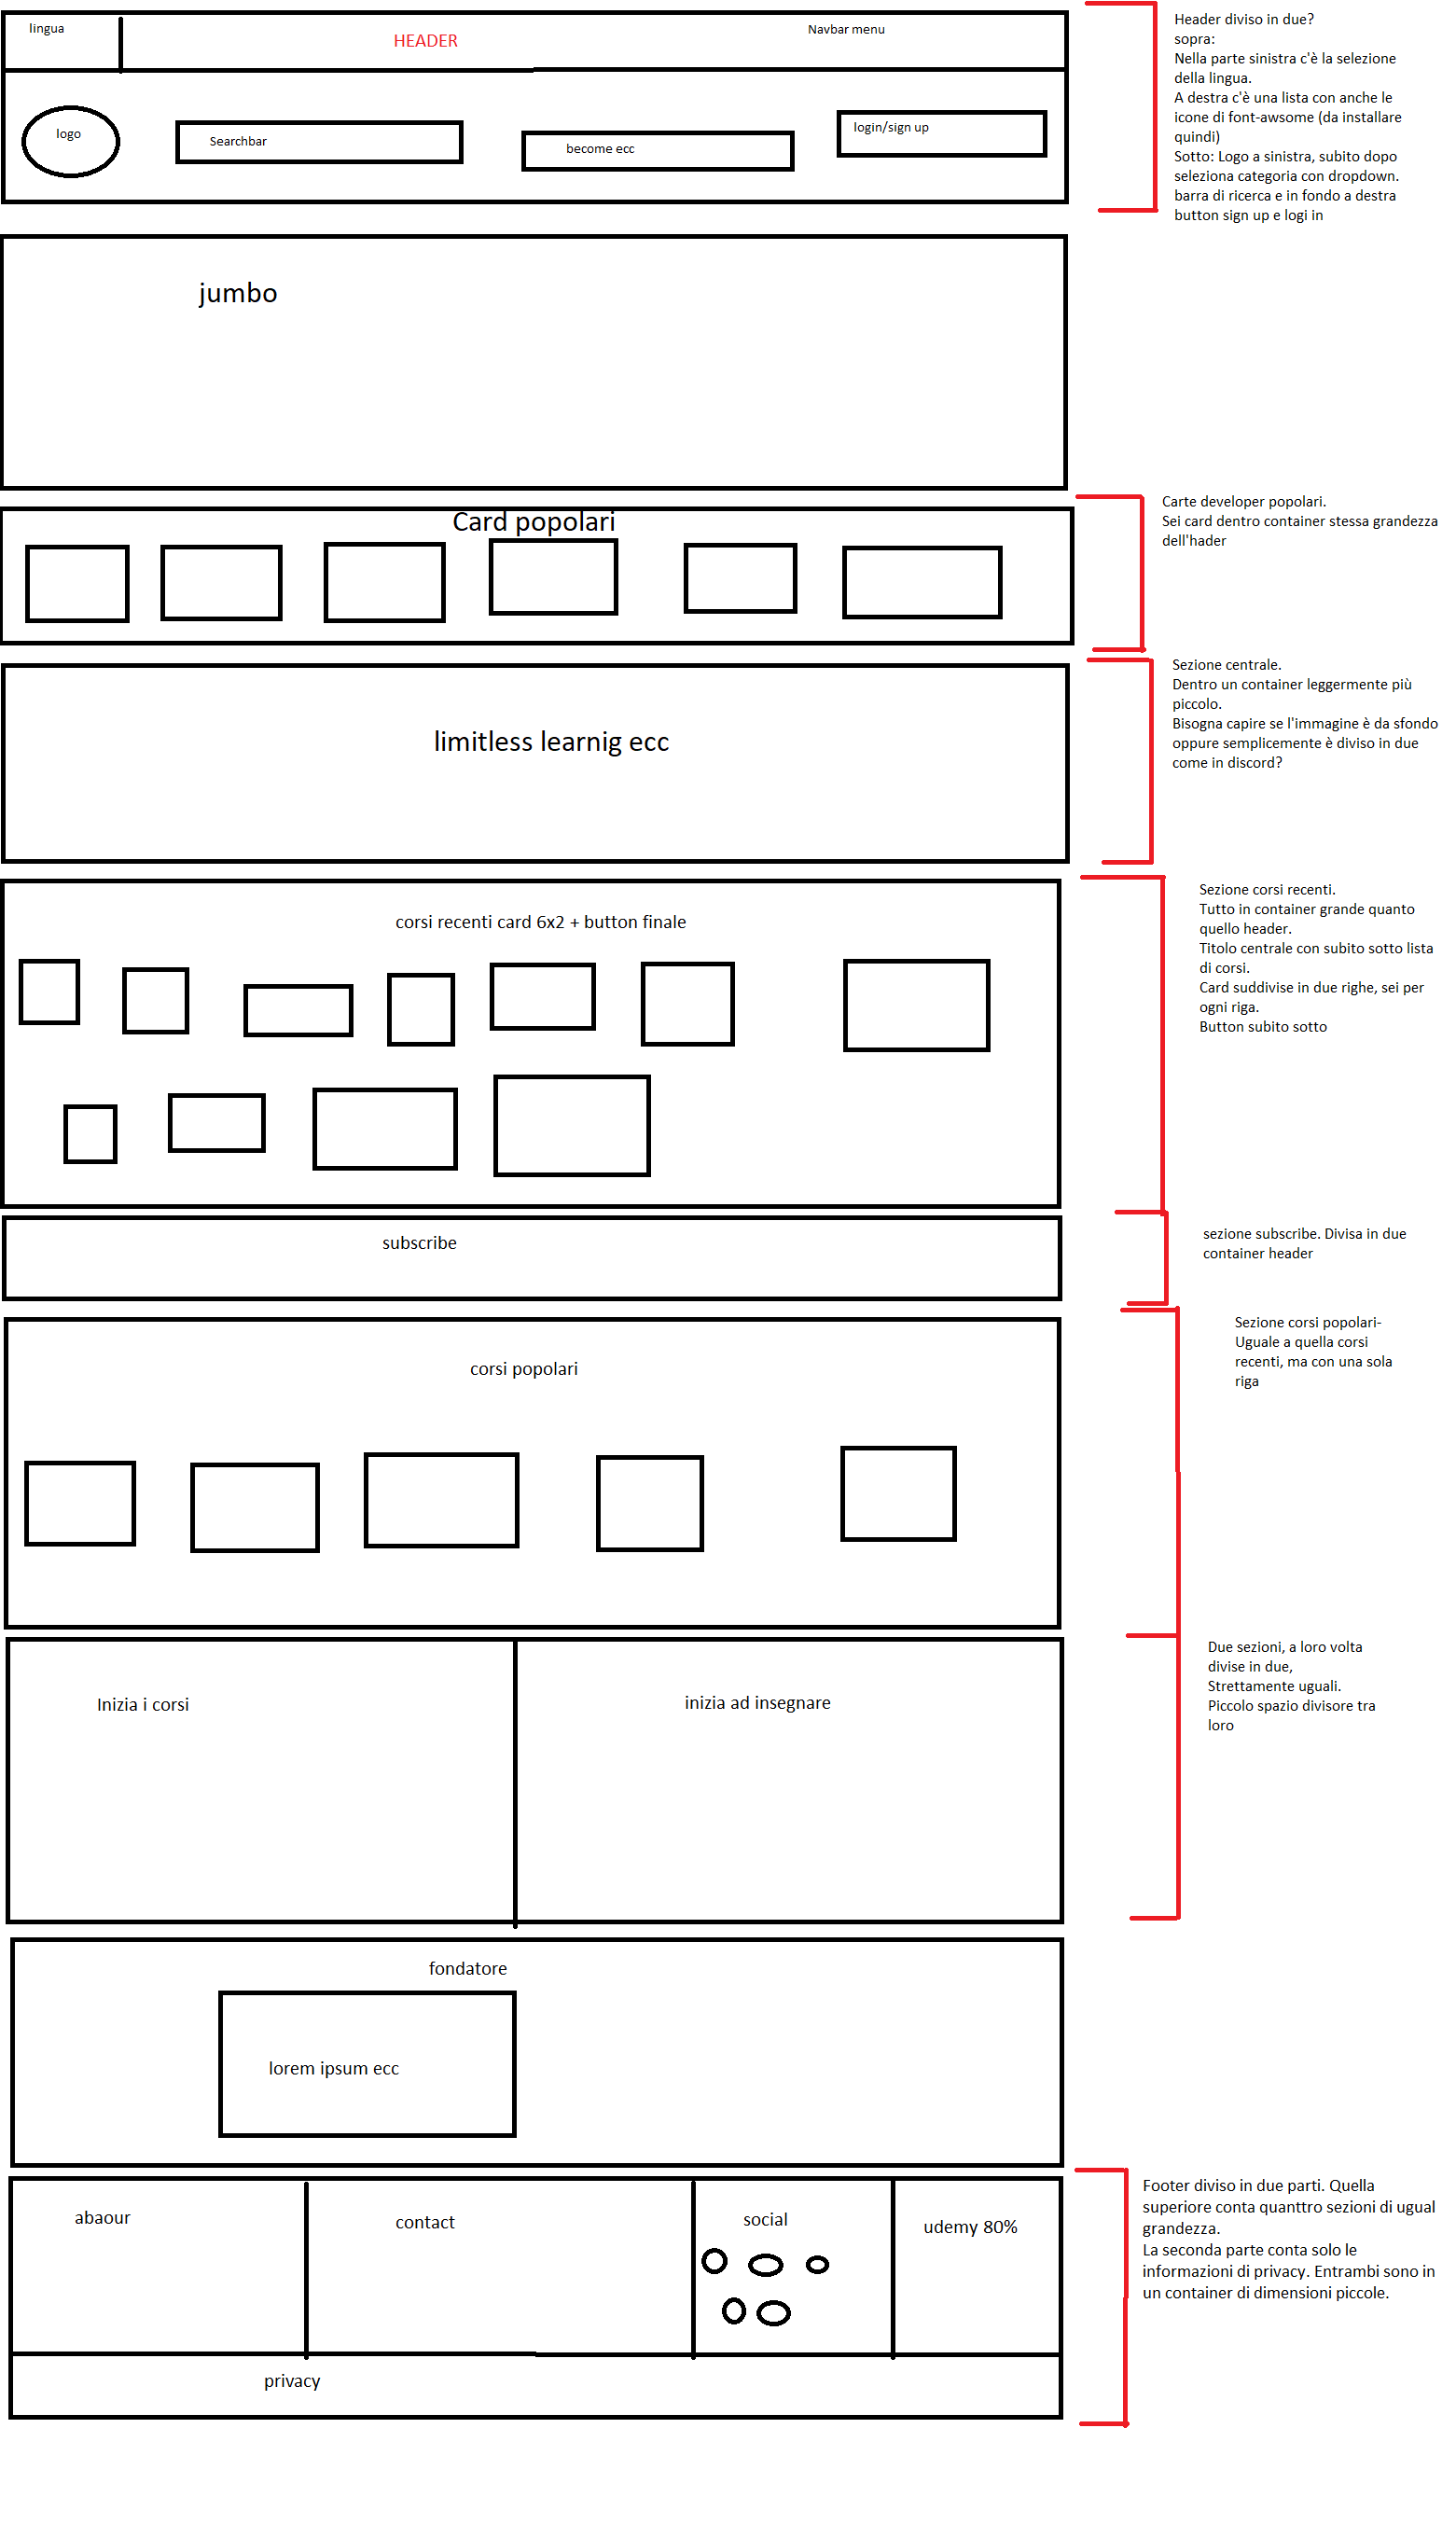 lingua
HEADER
Navbar menu
logo
Searchbar
become ecc
login/sign up
Header diviso in due?
sopra:
Nella parte sinistra c'è la selezione
della lingua.
A destra c'è una lista con anche le
icone di font-awsome (da installare
quindi)
Sotto: Logo a sinistra, subito dopo
seleziona categoria con dropdown.
barra di ricerca e in fondo a destra
button sign up e logi in
jumbo
Card popolari
Carte developer popolari.
Sei card dentro container stessa grandezza
dell'hader
limitless learnig ecc
Sezione centrale.
Dentro un container leggermente più
piccolo.
Bisogna capire se l'immagine è da sfondo
oppure semplicemente è diviso in due
come in discord?
corsi recenti card 6x2 + button finale
Sezione corsi recenti.
Tutto in container grande quanto
quello header.
Titolo centrale con subito sotto lista
di corsi.
Card suddivise in due righe, sei per
ogni riga.
Button subito sotto
subscribe
sezione subscribe. Divisa in due
container header
corsi popolari
Sezione corsi popolari-
Uguale a quella corsi
recenti, ma con una sola
riga
Inizia i corsi
inizia ad insegnare
Due sezioni, a loro volta
divise in due,
Strettamente uguali.
Piccolo spazio divisore tra
loro
fondatore
lorem ipsum ecc
abaour
contact
social
udemy 80%
privacy
Footer diviso in due parti. Quella
superiore conta quanttro sezioni di ugual
grandezza.
La seconda parte conta solo le
informazioni di privacy. Entrambi sono in
un container di dimensioni piccole.